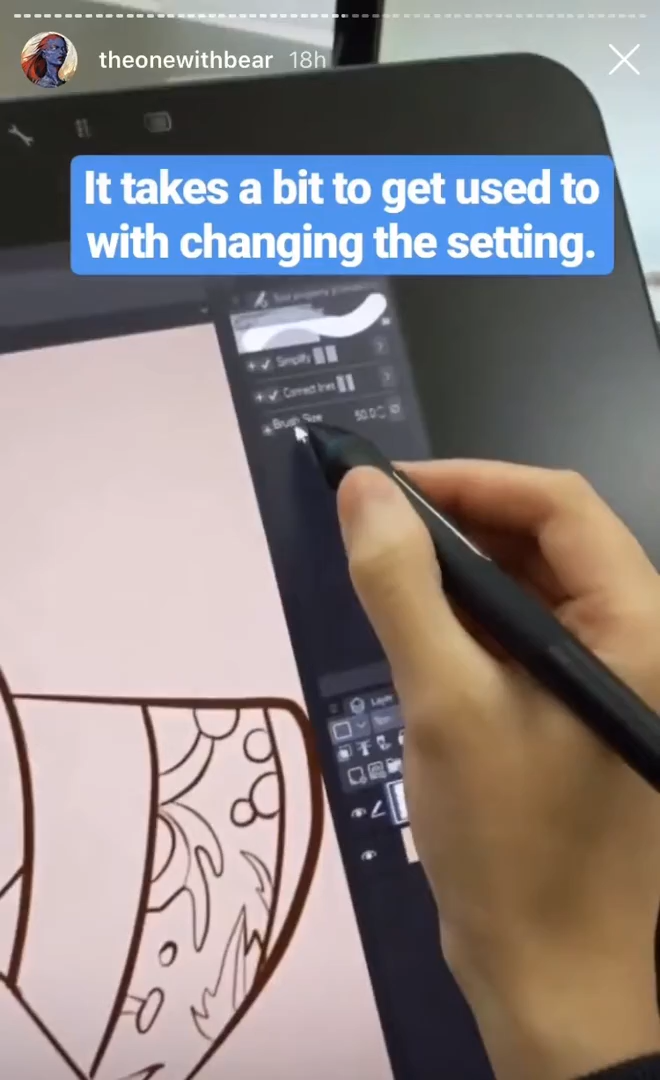 theonewithbear 18h
It takes a bit to get used to
with changing the setting.
Simplify
Correct lines
Brush Size 50.0
Layer